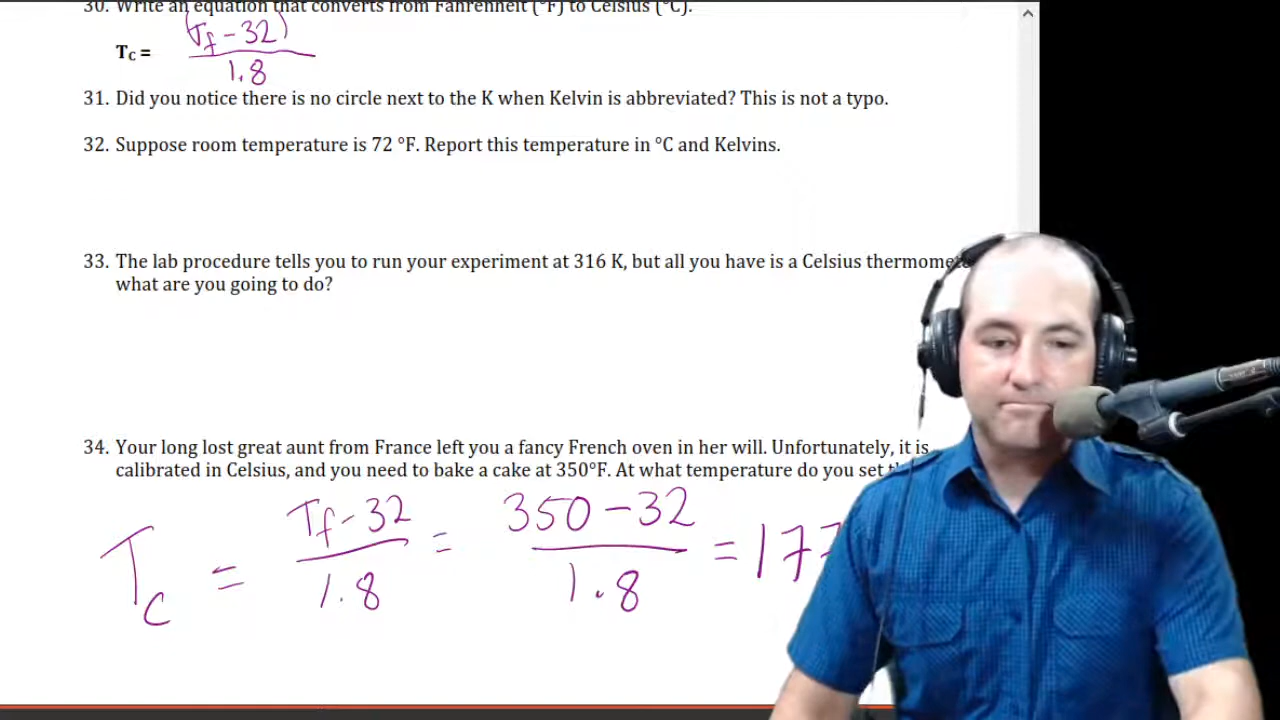 30. Write an equation that converts from Fahrenheit (°F) to Celsius (°C).
(Tf - 32)
Tc =
1.8
31. Did you notice there is no circle next to the K when Kelvin is abbreviated? This is not a typo.
32. Suppose room temperature is 72 °F. Report this temperature in °C and Kelvins.
33. The lab procedure tells you to run your experiment at 316 K, but all you have is a Celsius
what are you going to do?
34. Your long lost great aunt from France left you a fancy French oven in her will. Unfortunately, it is
calibrated in Celsius, and you need to bake a cake at 350°F. At what temperature do you set
Tf - 32 350 - 32
Tc = = = 177
1.8 1.8